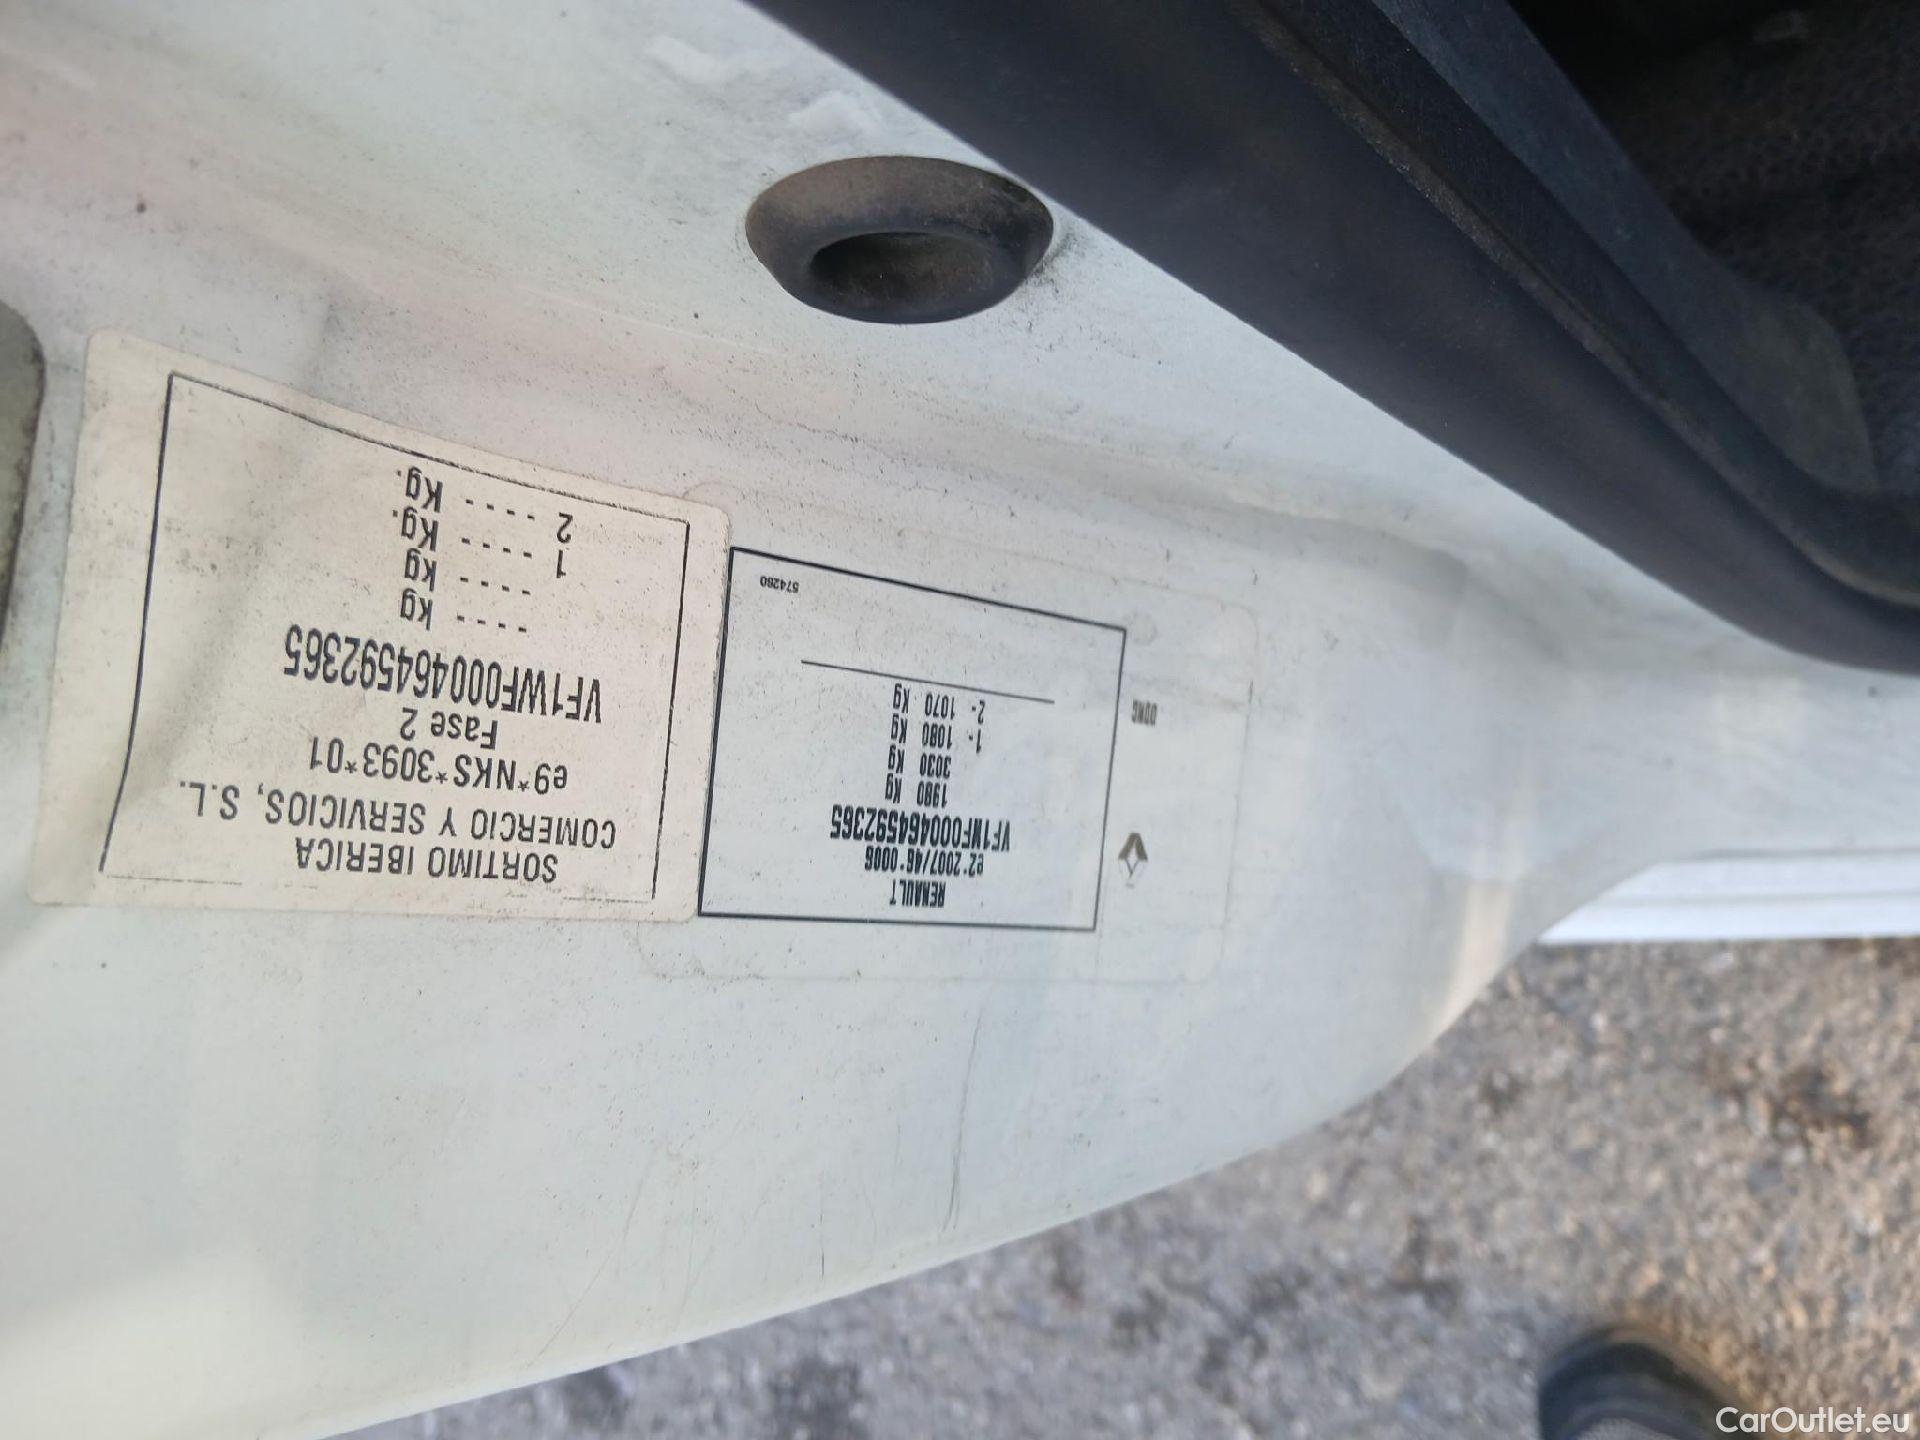 SORTIMO IBERICA
COMERCIO Y SERVICIOS, S.L.
e9*NKS*3093*01
Fase 2
VF1WF000464592365
---- kg
---- Kg
1 ---- Kg.
2 ---- Kg.
RENAULT
e2*2007/46*0006
VF1WF000464592365
1980 Kg
3030 Kg
1- 1080 Kg
2- 1070 Kg
574280
CarOutlet.eu